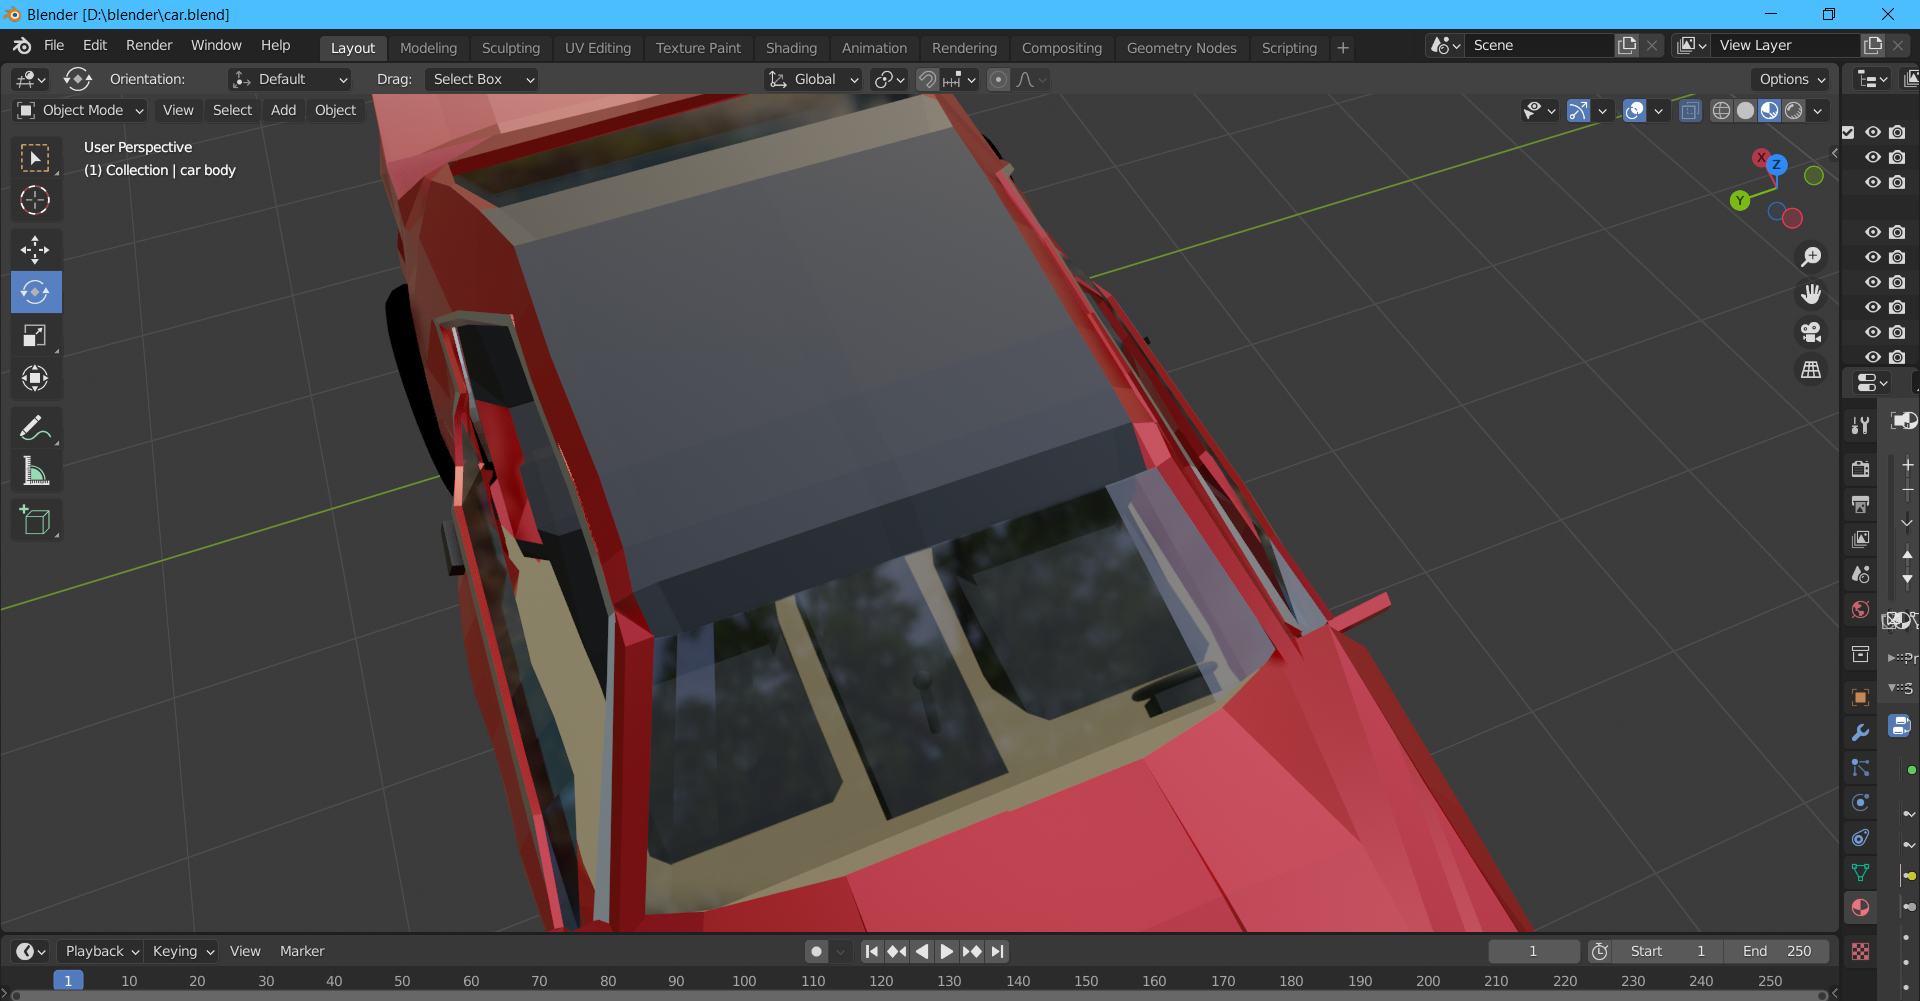 Blender [D:\blender\car.blend]
File Edit Render Window Help Layout Modeling Sculpting UV Editing Texture Paint Shading Animation Rendering Compositing Geometry Nodes Scripting + Scene View Layer
Orientation: Default Drag: Select Box Global Options
Object Mode View Select Add Object
User Perspective
(1) Collection | car body
X Z
Y
Pr
S
Playback Keying View Marker 1 Start 1 End 250
1 10 20 30 40 50 60 70 80 90 100 110 120 130 140 150 160 170 180 190 200 210 220 230 240 250